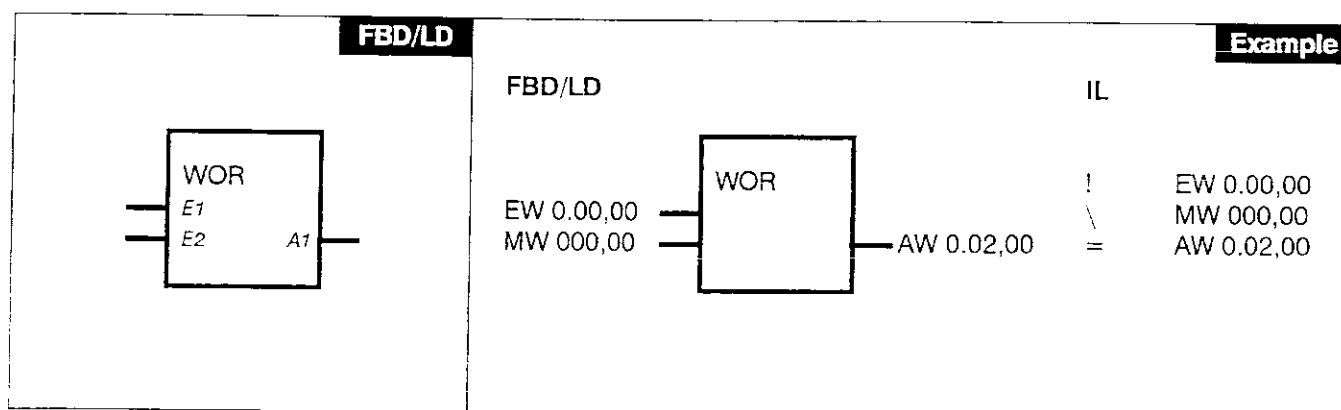 FBD/LD
WOR
E1
E2 A1
Example
FBD/LD IL
WOR
EW 0.00,00 ! EW 0.00,00
MW 000,00 \ MW 000,00
AW 0.02,00 = AW 0.02,00